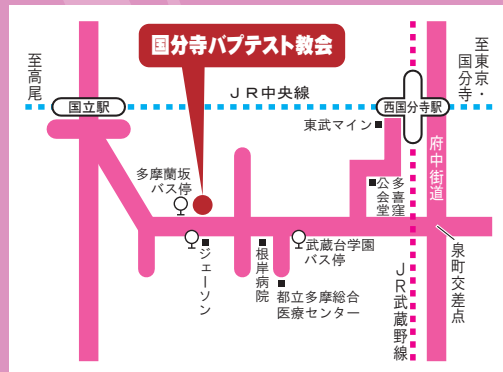 国分寺バプテスト教会
至高尾
国立駅
JR中央線
西国分寺駅
至東京・
国分寺
東武マイン
府中街道
多摩蘭坂
バス停
多喜窪
公会堂
ジェーソン
根岸病院
武蔵台学園
バス停
都立多摩総合
医療センター
JR武蔵野線
泉町交差点